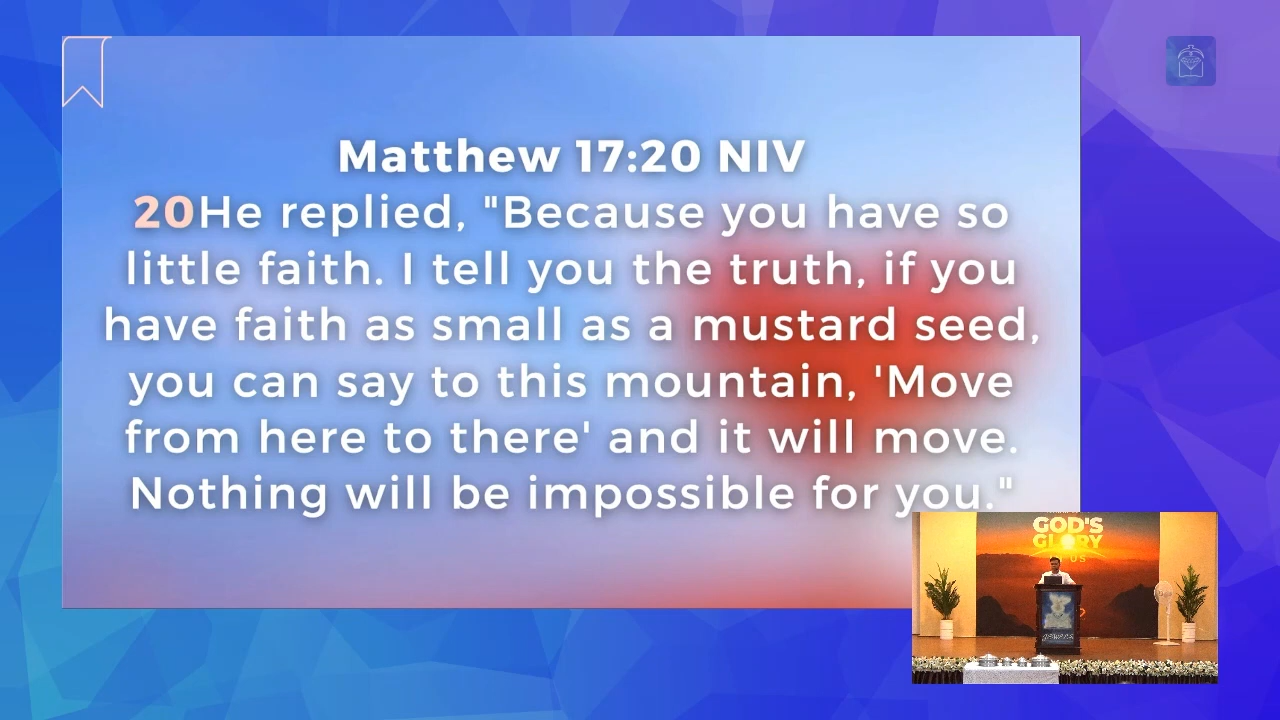 Matthew 17:20 NIV
20He replied, "Because you have so
little faith. I tell you the truth, if you
have faith as small as a mustard seed,
you can say to this mountain, 'Move
from here to there' and it will move.
Nothing will be impossible for you."
GOD'S
GLORY
US
JEWELS